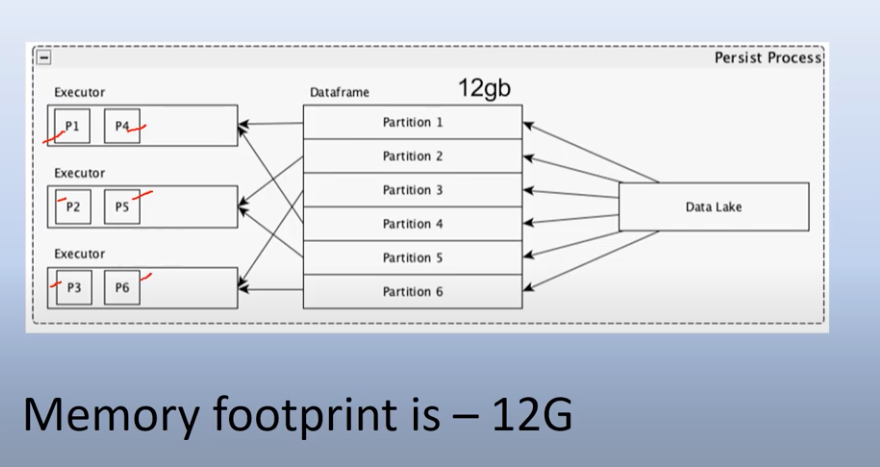 Persist Process
Executor
P1 P4
Executor
P2 P5
Executor
P3 P6
Dataframe 12gb
Partition 1
Partition 2
Partition 3
Partition 4
Partition 5
Partition 6
Data Lake
Memory footprint is – 12G